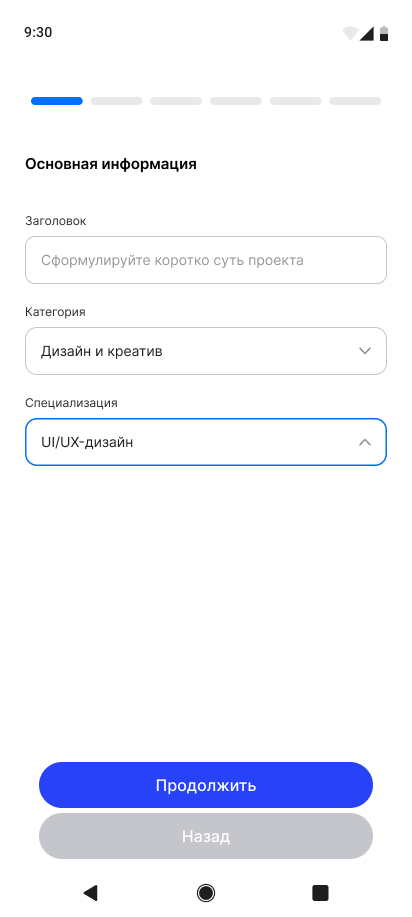 9:30
Основная информация
Заголовок
Сформулируйте коротко суть проекта
Категория
Дизайн и креатив
Специализация
UI/UX-дизайн
Продолжить
Назад